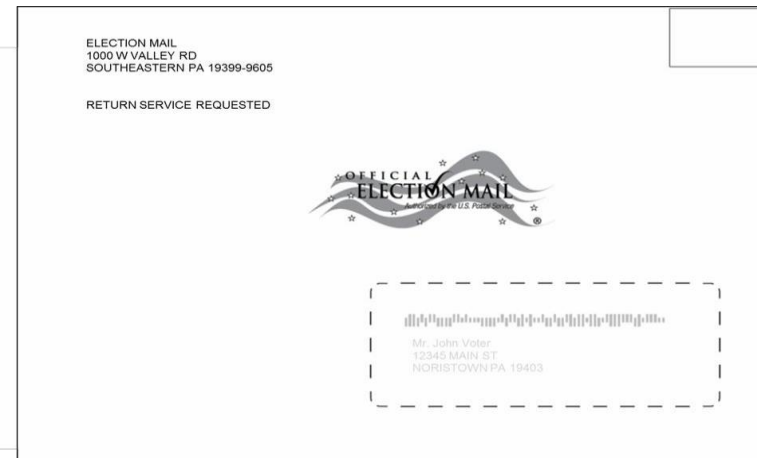 ELECTION MAIL
1000 W VALLEY RD
SOUTHEASTERN PA 19399-9605
RETURN SERVICE REQUESTED
OFFICIAL
ELECTION MAIL
Authorized by the U.S. Postal Service
®
Mr. John Voter
12345 MAIN ST
NORISTOWN PA 19403